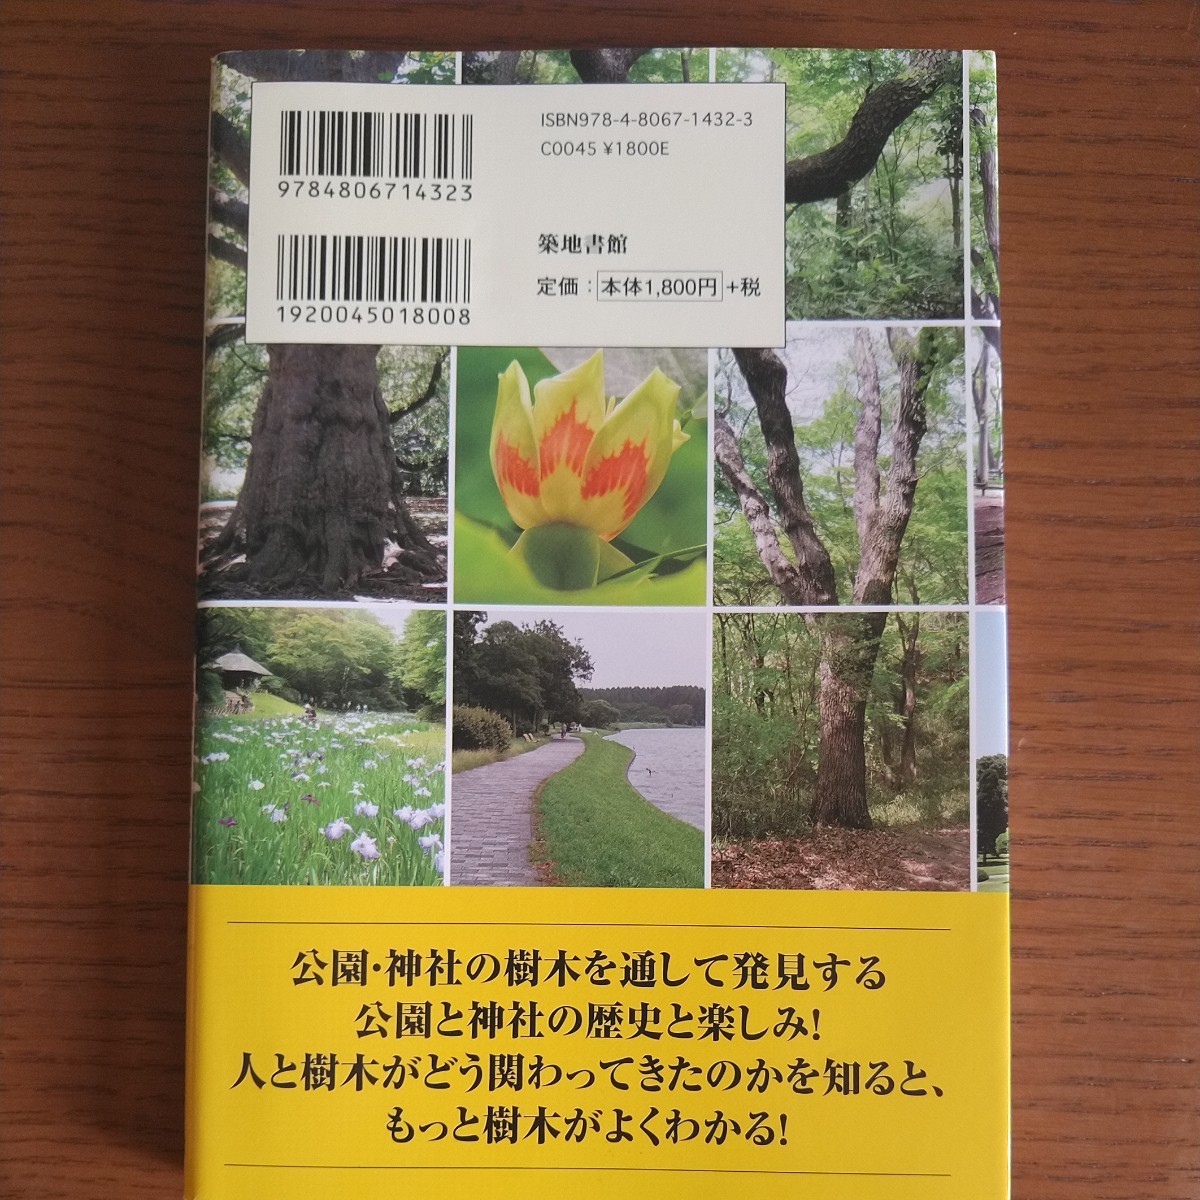 9784806714323
ISBN978-4-8067-1432-3
C0045 ¥1800E
1920045018008
築地書館
定価：本体1,800円+税
公園・神社の樹木を通して発見する
公園と神社の歴史と楽しみ！
人と樹木がどう関わってきたのかを知ると、
もっと樹木がよくわかる！